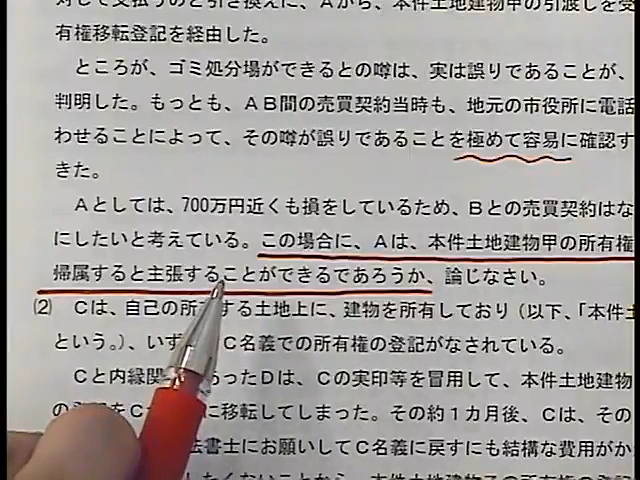 対して支払うのと引き換えに、Aから、本件土地建物甲の引渡しを受
有権移転登記を経由した。
ところが、ゴミ処分場ができるとの噂は、実は誤りであることが、
判明した。もっとも、AB間の売買契約当時も、地元の市役所に電話
わせることによって、その噂が誤りであることを極めて容易に確認す
きた。
Aとしては、700万円近くも損をしているため、Bとの売買契約はな
にしたいと考えている。この場合に、Aは、本件土地建物甲の所有権
帰属すると主張することができるであろうか、論じなさい。
(2) Cは、自己の所する土地上に、建物を所有しており（以下、「本件土
という。）、いずC名義での所有権の登記がなされている。
Cと内縁関あったDは、Cの実印等を冒用して、本件土地建物
のに移転してしまった。その約1カ月後、Cは、その
法書士にお願いしてC名義に戻すにも結構な費用がか